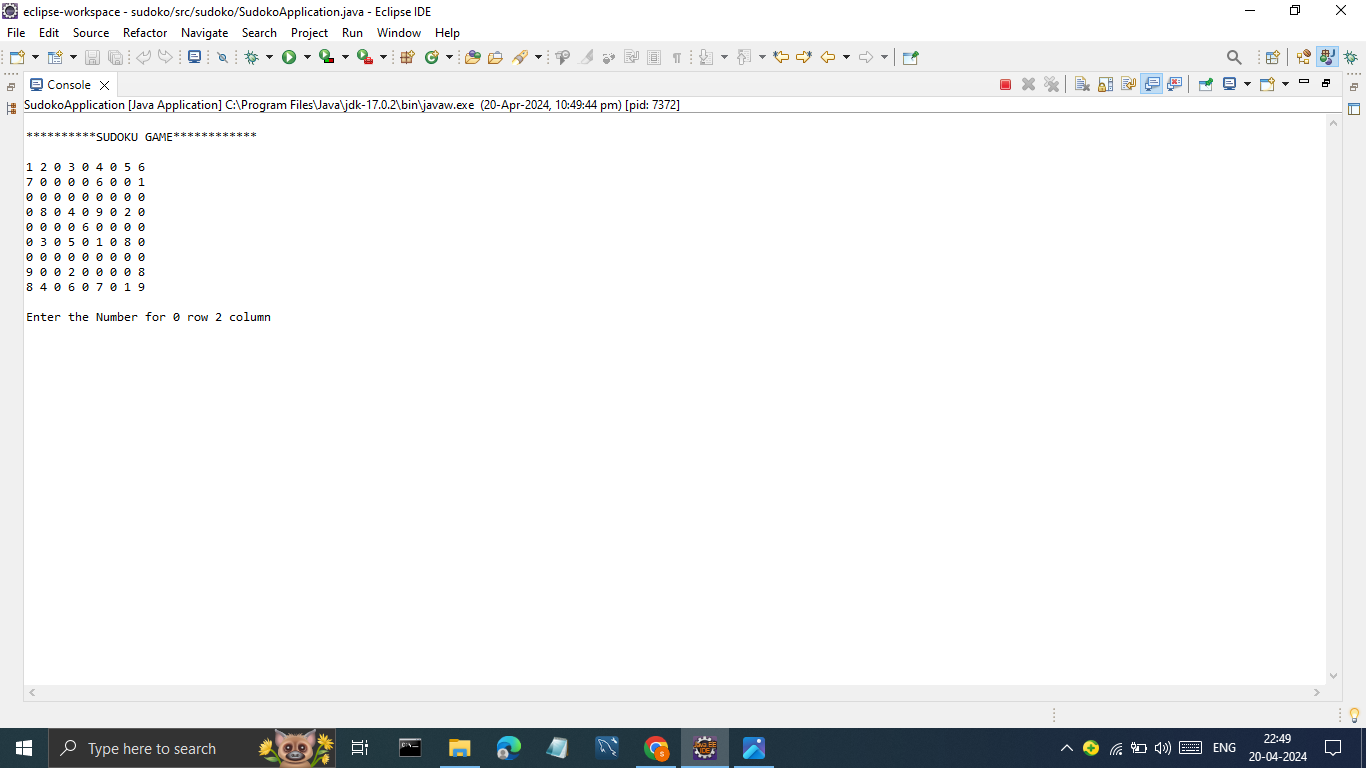 eclipse-workspace - sudoko/src/sudoko/SudokoApplication.java - Eclipse IDE
File Edit Source Refactor Navigate Search Project Run Window Help
Console
SudokoApplication [Java Application] C:\Program Files\Java\jdk-17.0.2\bin\javaw.exe (20-Apr-2024, 10:49:44 pm) [pid: 7372]
**********SUDOKU GAME************
1 2 0 3 0 4 0 5 6
7 0 0 0 0 6 0 0 1
0 0 0 0 0 0 0 0 0
0 8 0 4 0 9 0 2 0
0 0 0 0 6 0 0 0 0
0 3 0 5 0 1 0 8 0
0 0 0 0 0 0 0 0 0
9 0 0 2 0 0 0 0 8
8 4 0 6 0 7 0 1 9
Enter the Number for 0 row 2 column
Type here to search
ENG
22:49
20-04-2024